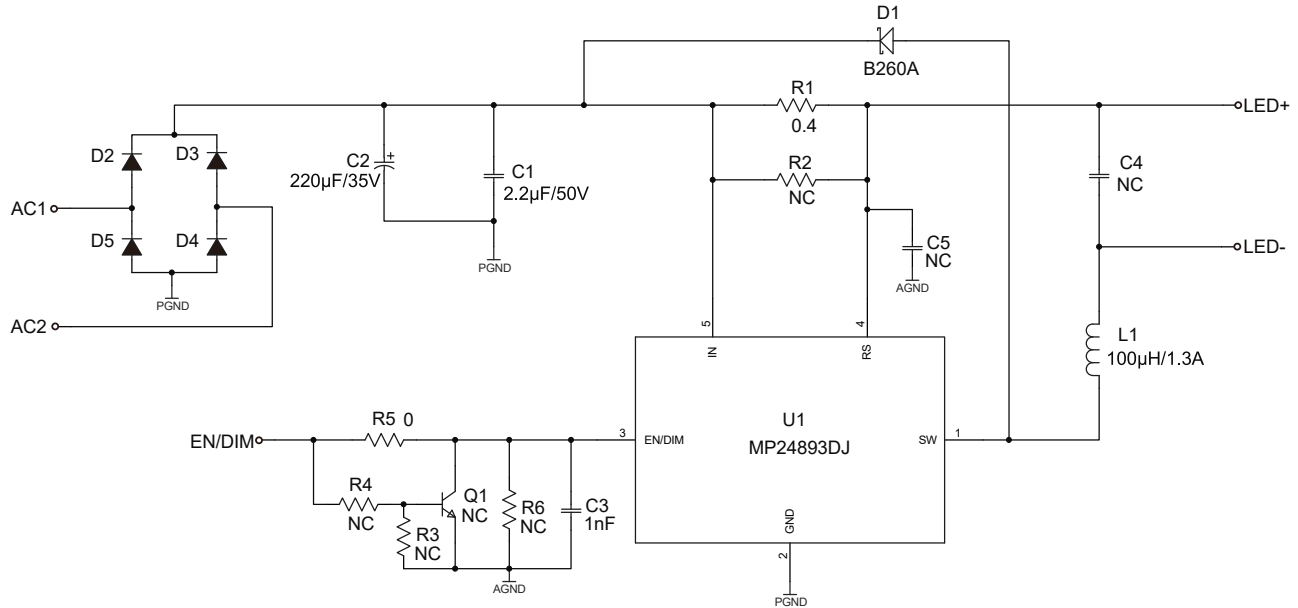 D1
B260A
R1
0.4
LED+
D2
D3
C2
+
220µF/35V
C1
2.2µF/50V
R2
NC
C4
NC
AC1
D5
D4
C5
NC
LED-
PGND
PGND
AGND
AC2
5
4
IN
RS
L1
100µH/1.3A
EN/DIM
R5 0
3
EN/DIM
U1
MP24893DJ
SW
1
R4
NC
Q1
NC
R6
NC
C3
1nF
R3
NC
GND
2
AGND
PGND